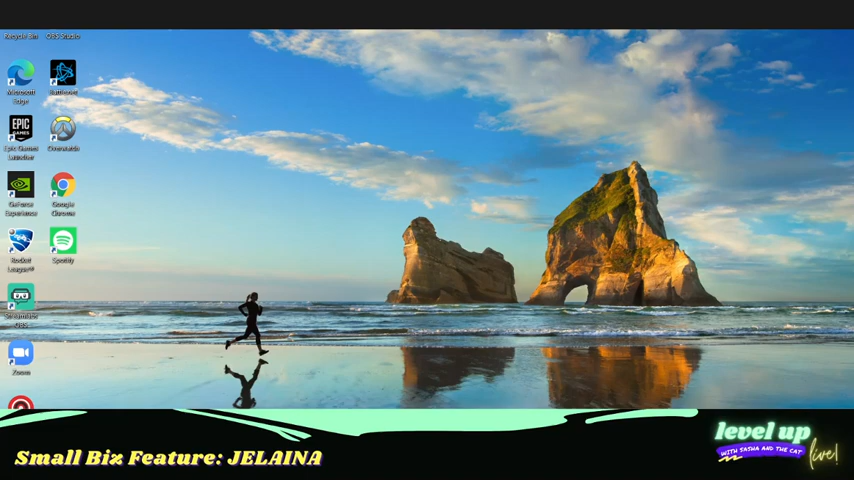 Recycle Bin
OBS Studio
Microsoft
Edge
Battle.net
Epic Games
Launcher
Overwatch
GeForce
Experience
Google
Chrome
Rocket
League™
Spotify
Streamlabs
OBS
Zoom
Small Biz Feature: JELAINA
level up
WITH SASHA AND THE CAT
live!